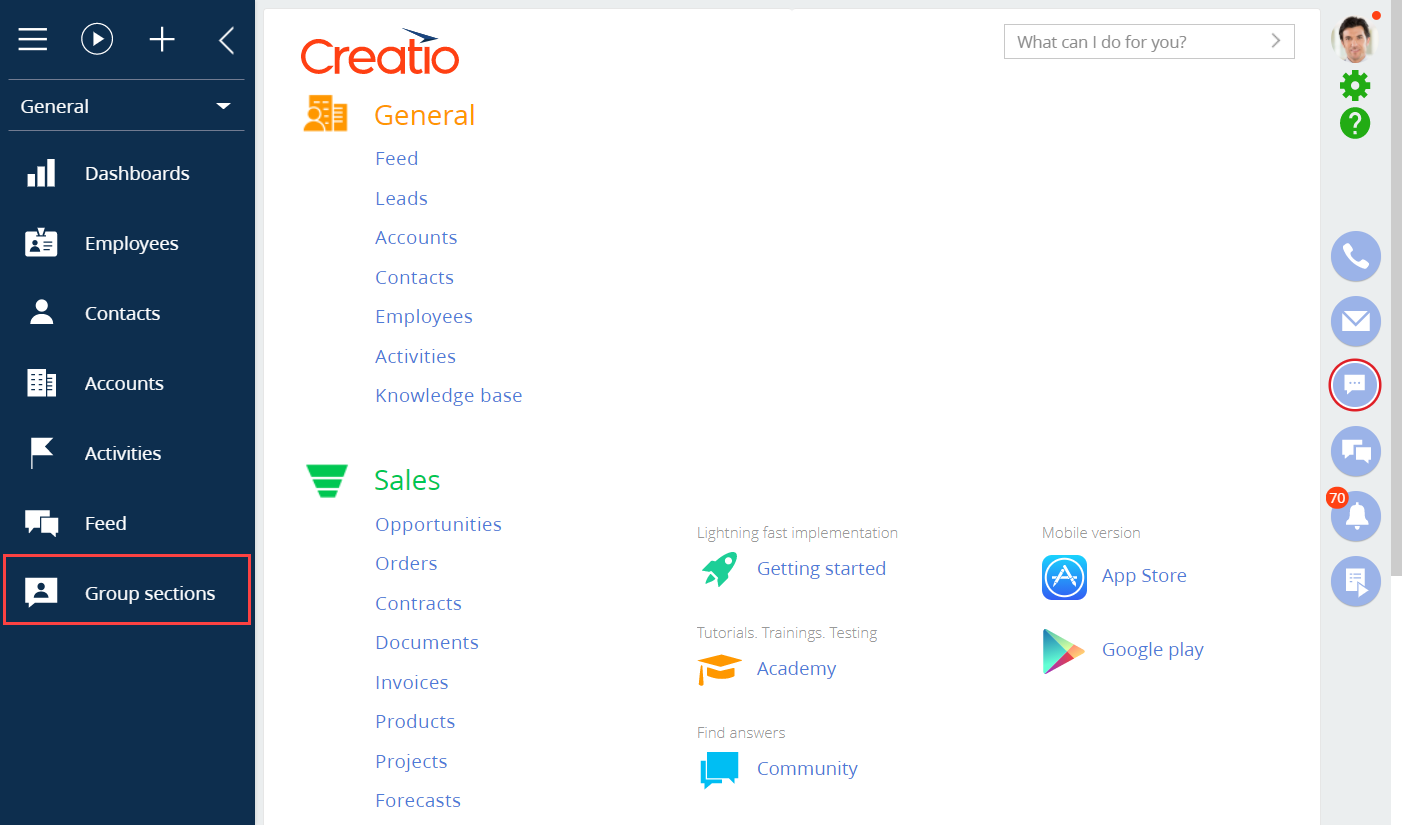 General
Dashboards
Employees
Contacts
Accounts
Activities
Feed
Group sections
Creatio
What can I do for you?
General
Feed
Leads
Accounts
Contacts
Employees
Activities
Knowledge base
Sales
Opportunities
Orders
Contracts
Documents
Invoices
Products
Projects
Forecasts
Lightning fast implementation
Getting started
Tutorials. Trainings. Testing
Academy
Find answers
Community
Mobile version
App Store
Google play
?
70